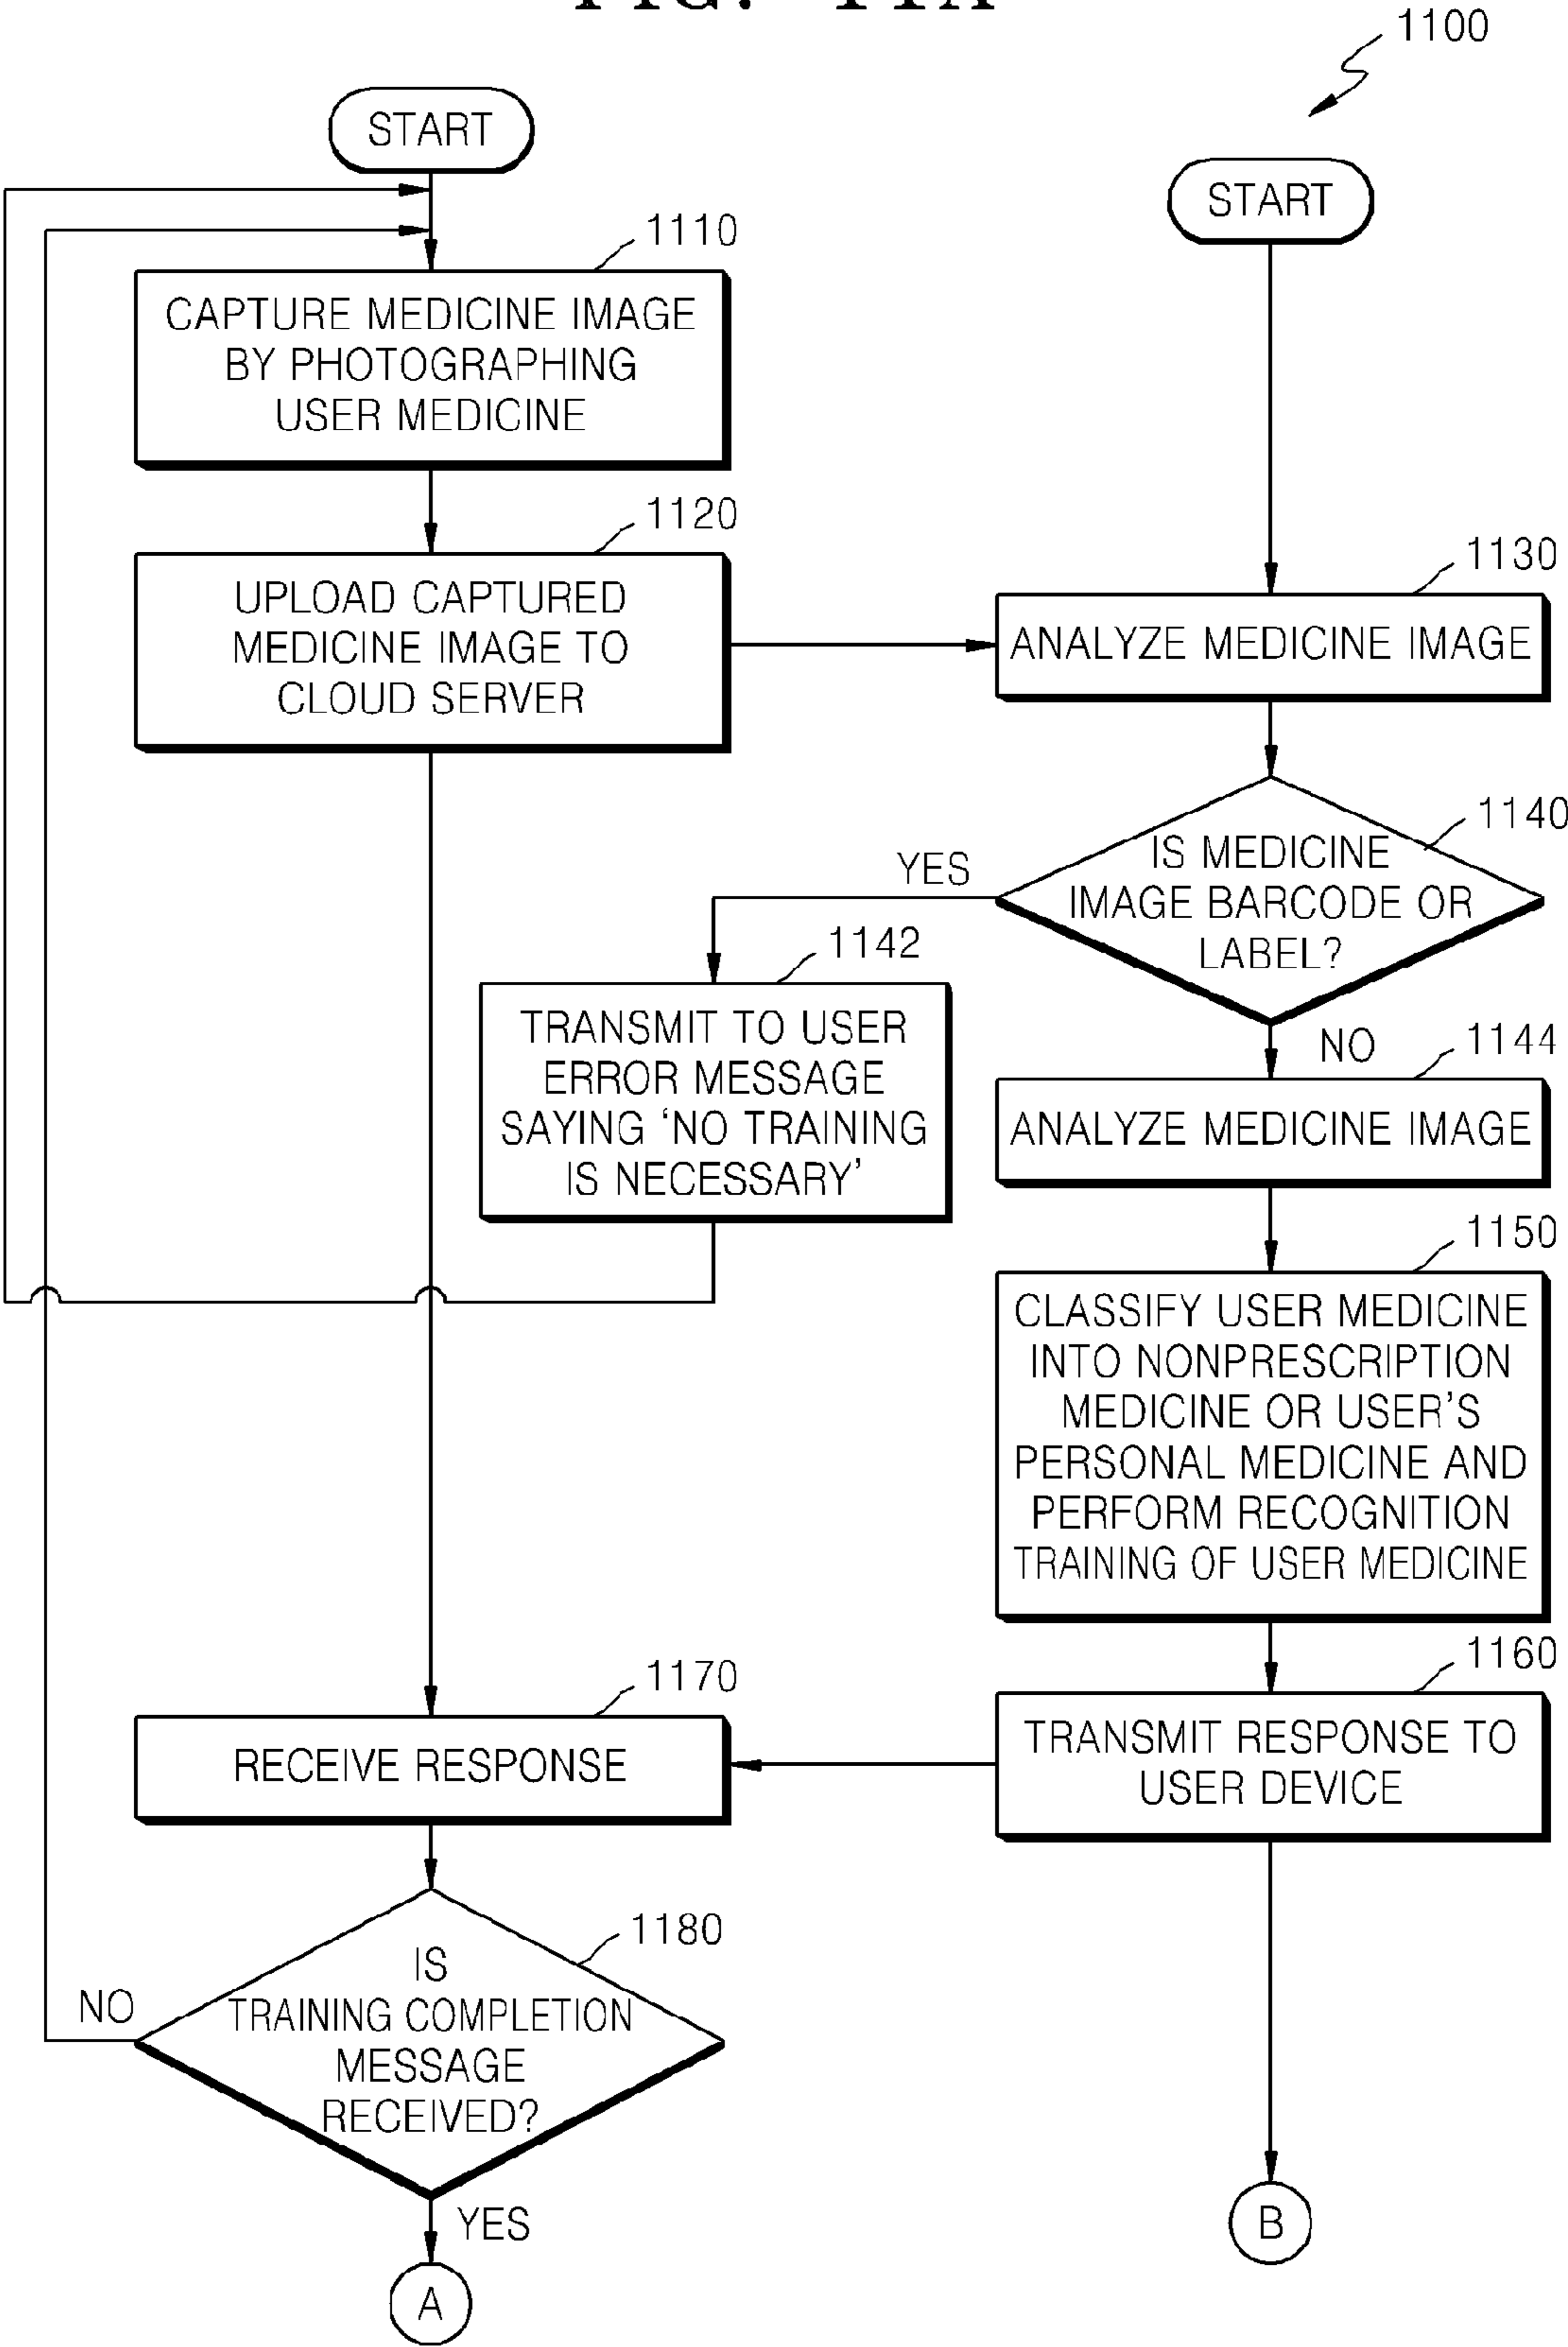 1100
START
START
1110
CAPTURE MEDICINE IMAGE
BY PHOTOGRAPHING
USER MEDICINE
1120
UPLOAD CAPTURED
MEDICINE IMAGE TO
CLOUD SERVER
1130
ANALYZE MEDICINE IMAGE
1140
IS MEDICINE
IMAGE BARCODE OR
LABEL?
YES
1142
TRANSMIT TO USER
ERROR MESSAGE
SAYING ‘NO TRAINING
IS NECESSARY’
NO
1144
ANALYZE MEDICINE IMAGE
1150
CLASSIFY USER MEDICINE
INTO NONPRESCRIPTION
MEDICINE OR USER’S
PERSONAL MEDICINE AND
PERFORM RECOGNITION
TRAINING OF USER MEDICINE
1160
TRANSMIT RESPONSE TO
USER DEVICE
1170
RECEIVE RESPONSE
1180
IS
TRAINING COMPLETION
MESSAGE
RECEIVED?
NO
YES
A
B